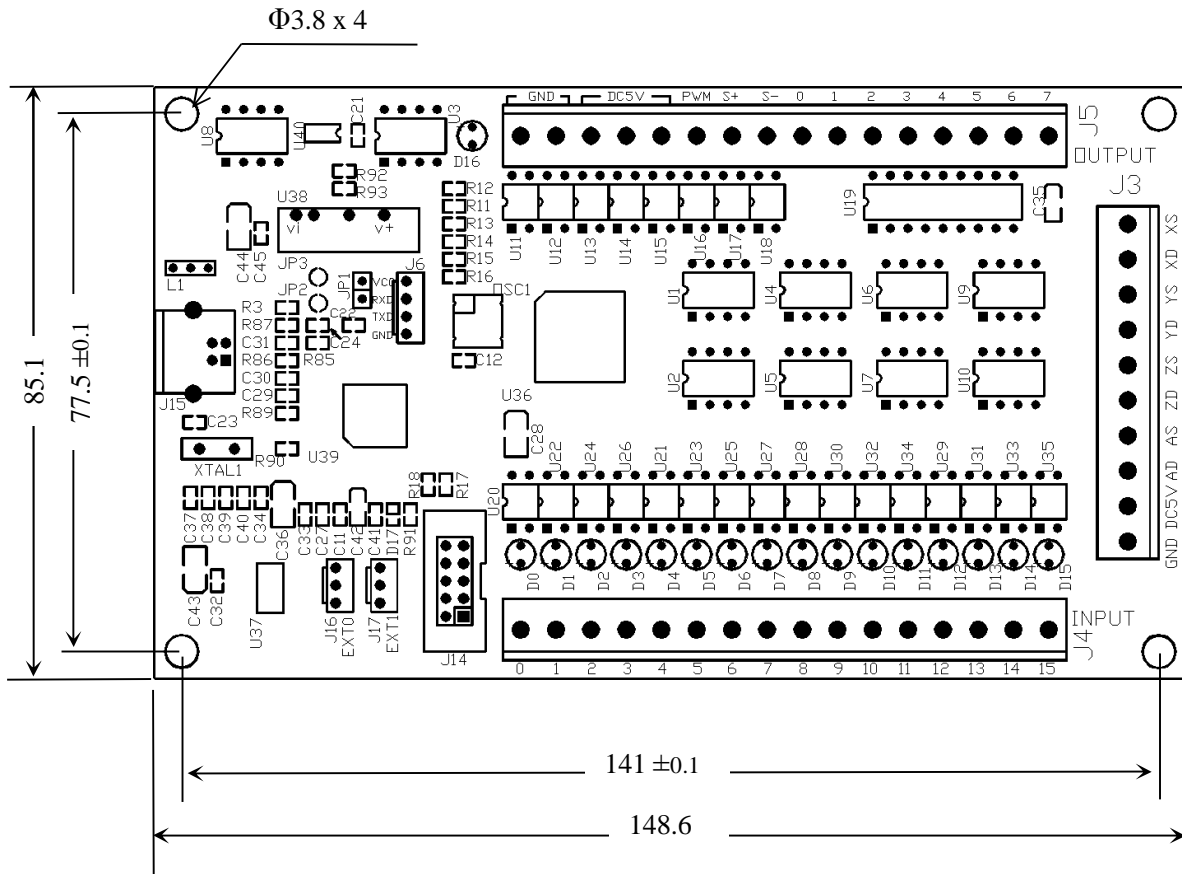 Φ3.8 x 4
GND DC5V PWM S+ S- 0 1 2 3 4 5 6 7
J5
OUTPUT
U8 U40 C21 U3
D16
R92
R93
R12
R11
R13
R14
R15
R16
U38
vi v+
C44 C45
JP3
JP2
JP1
J6
VCC
RXD
TXD
GND
L1
U11 U12 U13 U14 U15 U16 U17 U18
U19
C35
J3
XS
XD
YS
YD
ZS
ZD
AS
AD
DC5V
GND
OSC1
C12
U1 U4 U6 U9
U2 U5 U7 U10
R3
R87
C31
R86
C30
C29
R89
C22
C24
R85
J15
C23
XTAL1
R90
U39
U36
C28
85.1
77.5 ±0.1
U20 U22 U24 U26 U21 U23 U25 U27 U28 U30 U32 U34 U29 U31 U33 U35
R18 R17
C37 C38 C39 C40 C34 C36 C33 C27 C11 C42 C41 D17 R91
D0 D1 D2 D3 D4 D5 D6 D7 D8 D9 D10 D11 D12 D13 D14 D15
C43 C32
U37
J16
EXT0
J17
EXT1
J14
INPUT
J4
0 1 2 3 4 5 6 7 8 9 10 11 12 13 14 15
141 ±0.1
148.6